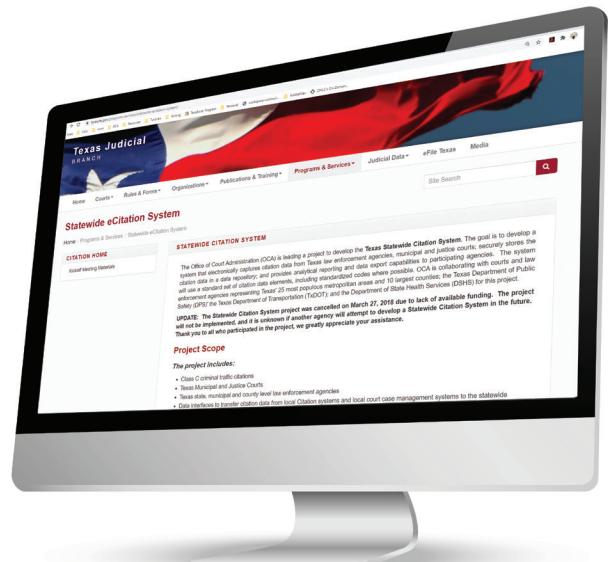 Texas Judicial
BRANCH
Home Courts Rules & Forms Organizations Publications & Training Programs & Services Judicial Data eFile Texas Media
Site Search
Statewide eCitation System
Home / Programs & Services / Statewide eCitation System
CITATION HOME
Kickoff Meeting Materials
STATEWIDE CITATION SYSTEM
The Office of Court Administration (OCA) is leading a project to develop the Texas Statewide Citation System. The goal is to develop a
system that electronically captures citation data from Texas law enforcement agencies, municipal and justice courts; securely stores the
citation data in a data repository; and provides analytical reporting and data export capabilities to participating agencies. The system
will use a standard set of citation data elements, including standardized codes where possible. OCA is collaborating with courts and law
enforcement agencies representing Texas' 25 most populous metropolitan areas and 10 largest counties; the Texas Department of Public
Safety (DPS)' the Texas Department of Transportation (TxDOT); and the Department of State Health Services (DSHS) for this project.
UPDATE: The Statewide Citation System project was cancelled on March 27, 2018 due to lack of available funding. The project
will not be implemented, and it is unknown if another agency will attempt to develop a Statewide Citation System in the future.
Thank you to all who participated in the project, we greatly appreciate your assistance.
Project Scope
The project includes:
• Class C criminal traffic citations
• Texas Municipal and Justice Courts
• Texas state, municipal and county level law enforcement agencies
• Data interfaces to transfer citation data from local Citation systems and local court case management systems to the statewide